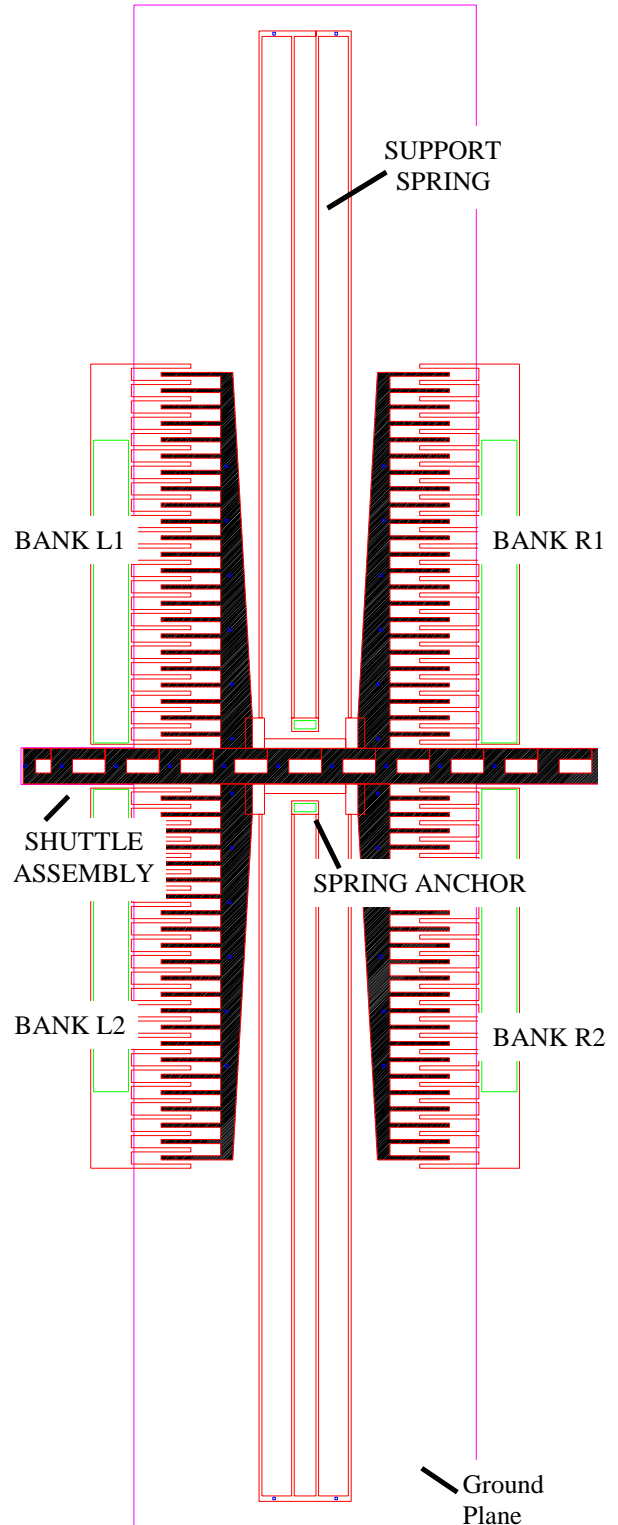 SUPPORT
SPRING
BANK L1
BANK R1
SHUTTLE
ASSEMBLY
SPRING ANCHOR
BANK L2
BANK R2
Ground
Plane